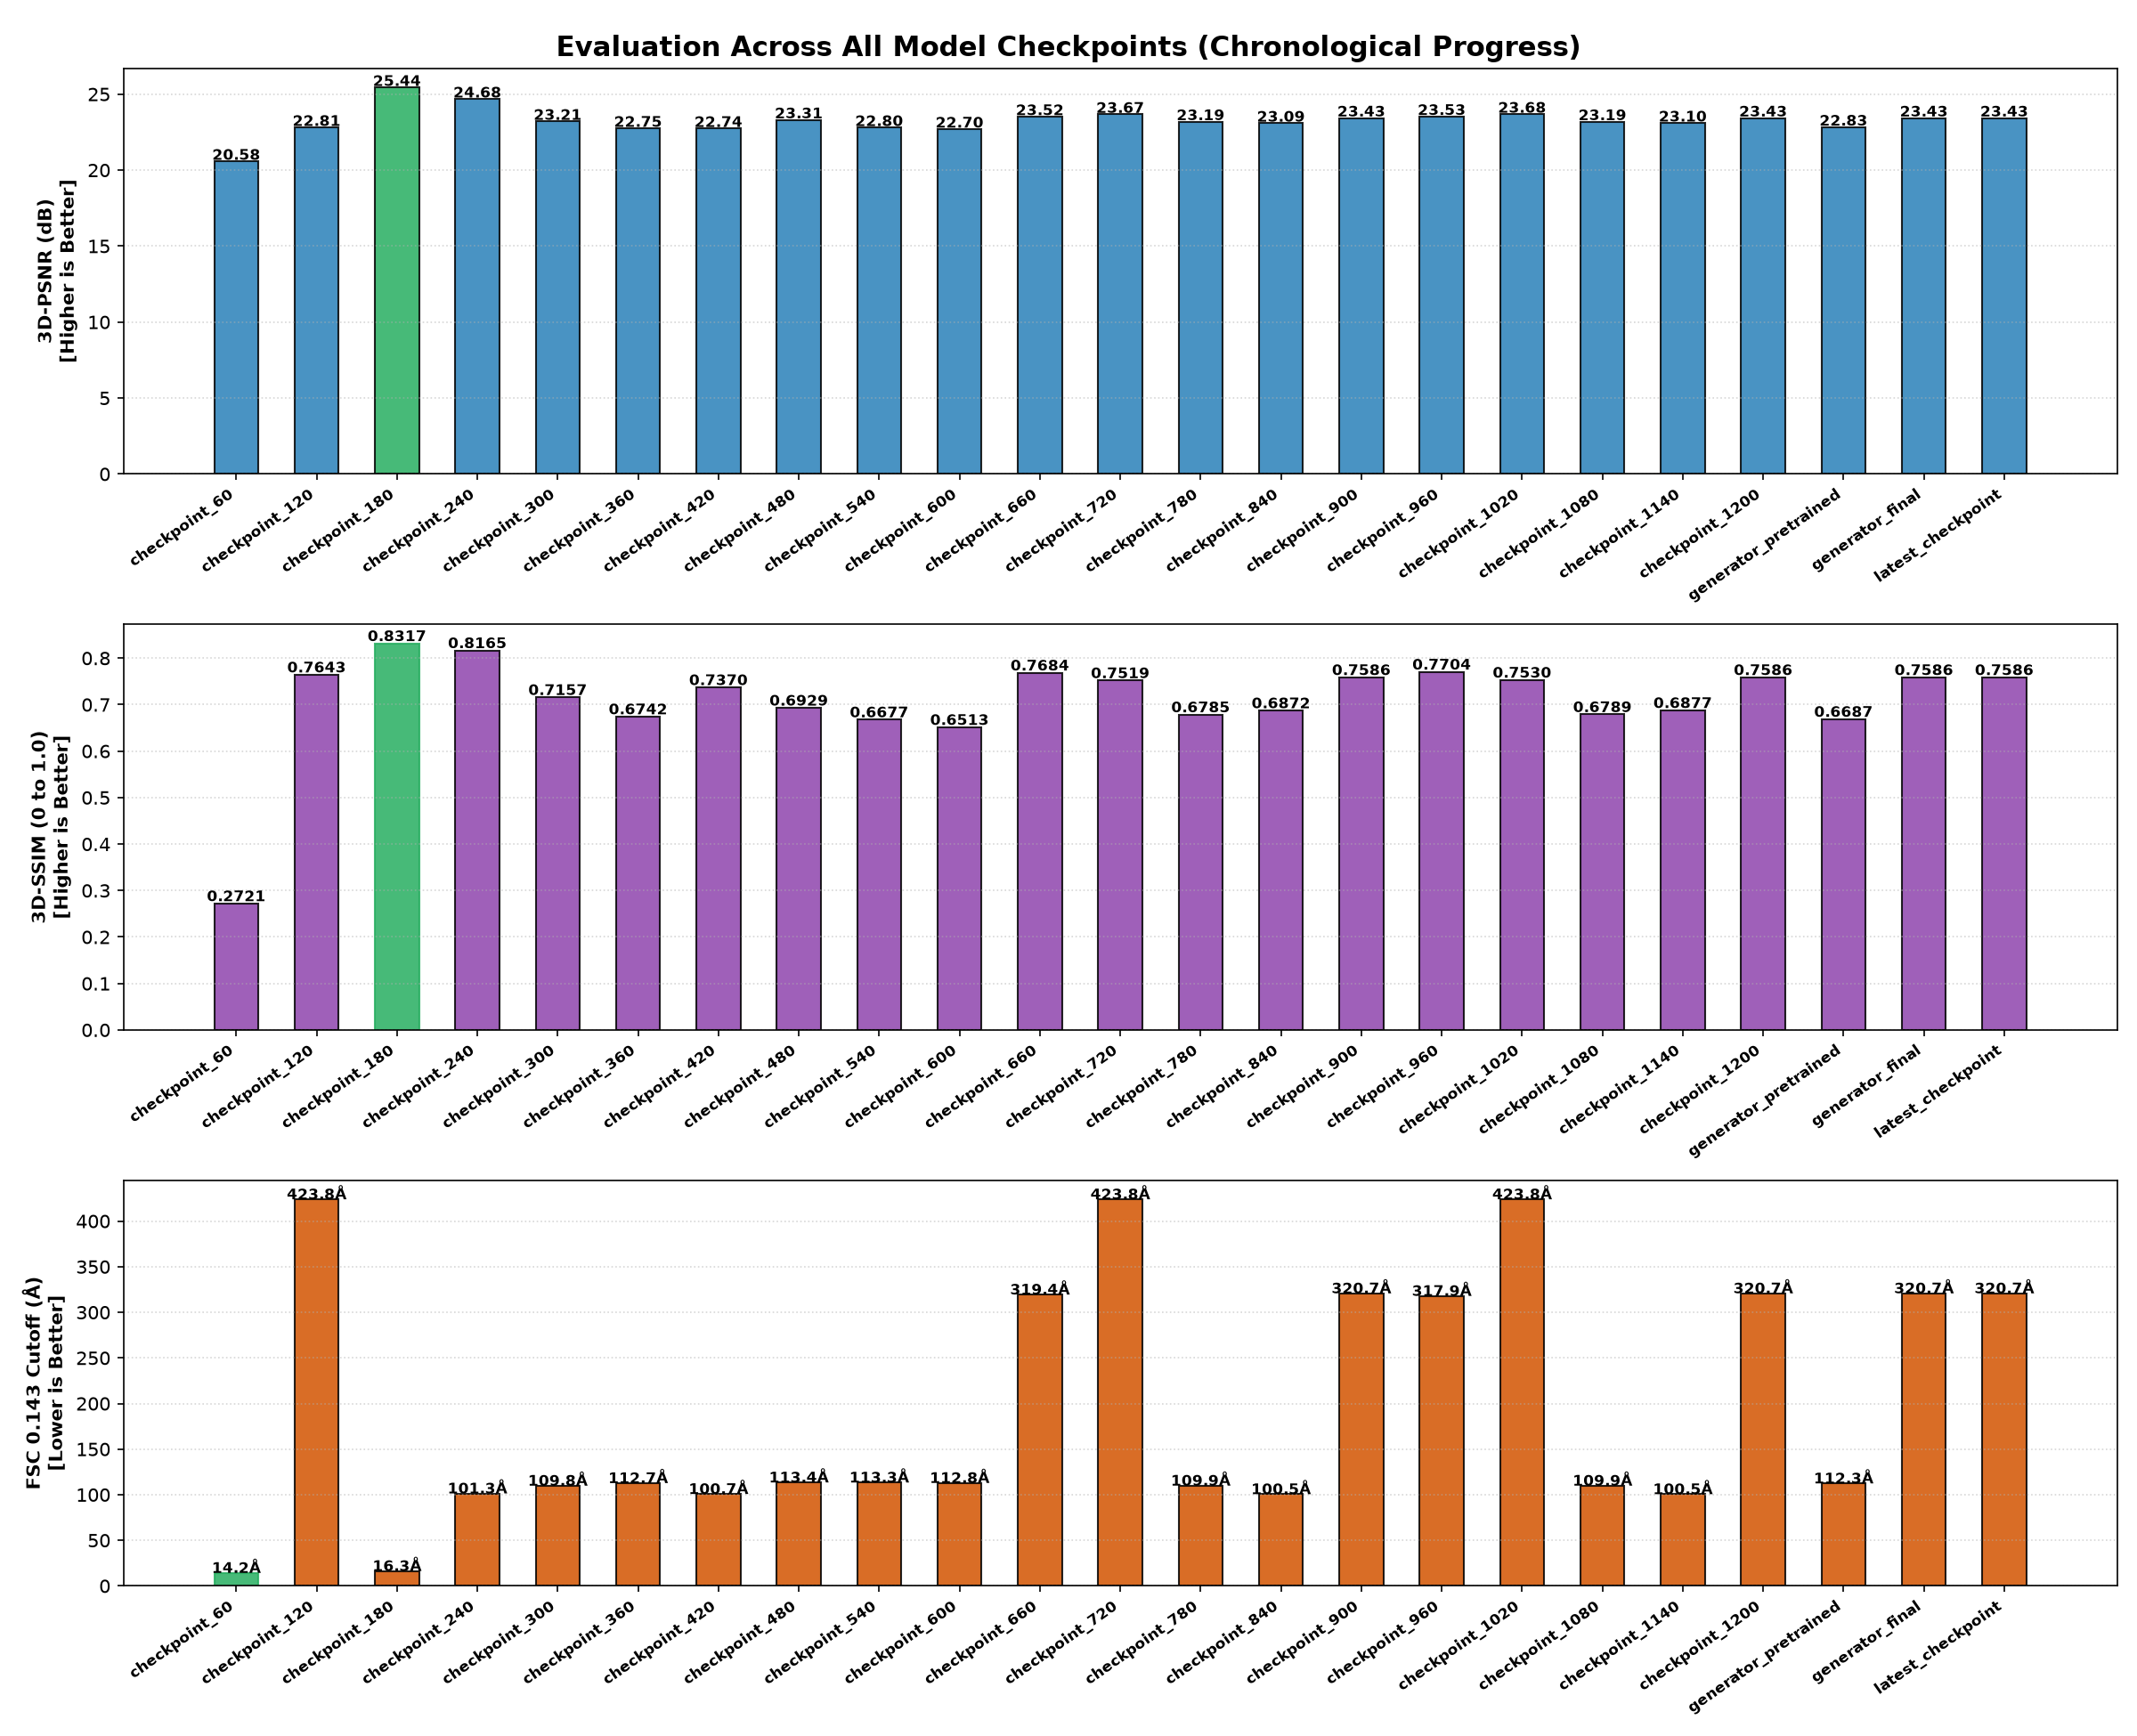 Evaluation Across All Model Checkpoints (Chronological Progress)
3D-PSNR (dB)
[Higher is Better]
25
20
15
10
5
0
20.58
22.81
25.44
24.68
23.21
22.75
22.74
23.31
22.80
22.70
23.52
23.67
23.19
23.09
23.43
23.53
23.68
23.19
23.10
23.43
22.83
23.43
23.43
checkpoint_60
checkpoint_120
checkpoint_180
checkpoint_240
checkpoint_300
checkpoint_360
checkpoint_420
checkpoint_480
checkpoint_540
checkpoint_600
checkpoint_660
checkpoint_720
checkpoint_780
checkpoint_840
checkpoint_900
checkpoint_960
checkpoint_1020
checkpoint_1080
checkpoint_1140
checkpoint_1200
generator_pretrained
generator_final
latest_checkpoint
3D-SSIM (0 to 1.0)
[Higher is Better]
0.8
0.7
0.6
0.5
0.4
0.3
0.2
0.1
0.0
0.2721
0.7643
0.8317
0.8165
0.7157
0.6742
0.7370
0.6929
0.6677
0.6513
0.7684
0.7519
0.6785
0.6872
0.7586
0.7704
0.7530
0.6789
0.6877
0.7586
0.6687
0.7586
0.7586
checkpoint_60
checkpoint_120
checkpoint_180
checkpoint_240
checkpoint_300
checkpoint_360
checkpoint_420
checkpoint_480
checkpoint_540
checkpoint_600
checkpoint_660
checkpoint_720
checkpoint_780
checkpoint_840
checkpoint_900
checkpoint_960
checkpoint_1020
checkpoint_1080
checkpoint_1140
checkpoint_1200
generator_pretrained
generator_final
latest_checkpoint
FSC 0.143 Cutoff (Å)
[Lower is Better]
400
350
300
250
200
150
100
50
0
14.2Å
423.8Å
16.3Å
101.3Å
109.8Å
112.7Å
100.7Å
113.4Å
113.3Å
112.8Å
319.4Å
423.8Å
109.9Å
100.5Å
320.7Å
317.9Å
423.8Å
109.9Å
100.5Å
320.7Å
112.3Å
320.7Å
320.7Å
checkpoint_60
checkpoint_120
checkpoint_180
checkpoint_240
checkpoint_300
checkpoint_360
checkpoint_420
checkpoint_480
checkpoint_540
checkpoint_600
checkpoint_660
checkpoint_720
checkpoint_780
checkpoint_840
checkpoint_900
checkpoint_960
checkpoint_1020
checkpoint_1080
checkpoint_1140
checkpoint_1200
generator_pretrained
generator_final
latest_checkpoint